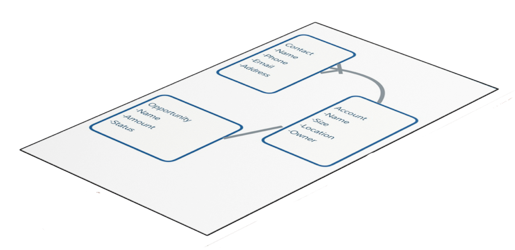 Contact
-Name
-Phone
-Email
-Address
Opportunity
-Name
-Amount
-Status
Account
-Name
-Size
-Location
-Owner